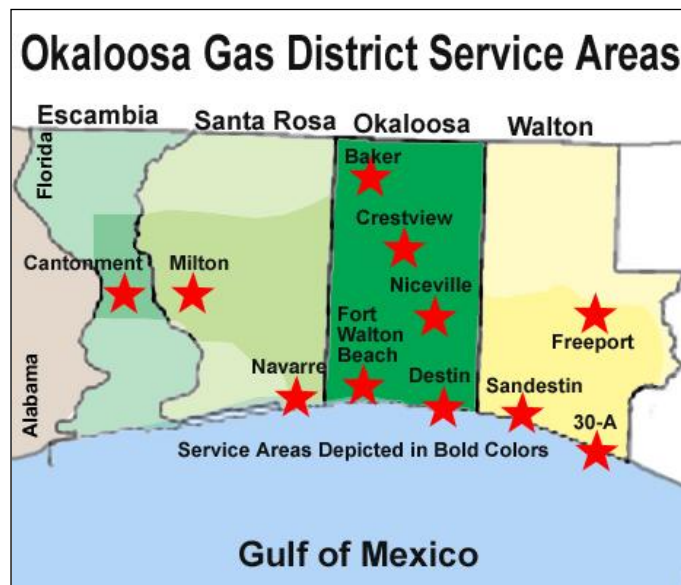 Okaloosa Gas District Service Areas
Escambia
Santa Rosa
Okaloosa
Walton
Florida
Baker
Crestview
Cantonment
Milton
Niceville
Fort
Walton
Beach
Freeport
Navarre
Destin
Sandestin
30-A
Alabama
Service Areas Depicted in Bold Colors
Gulf of Mexico